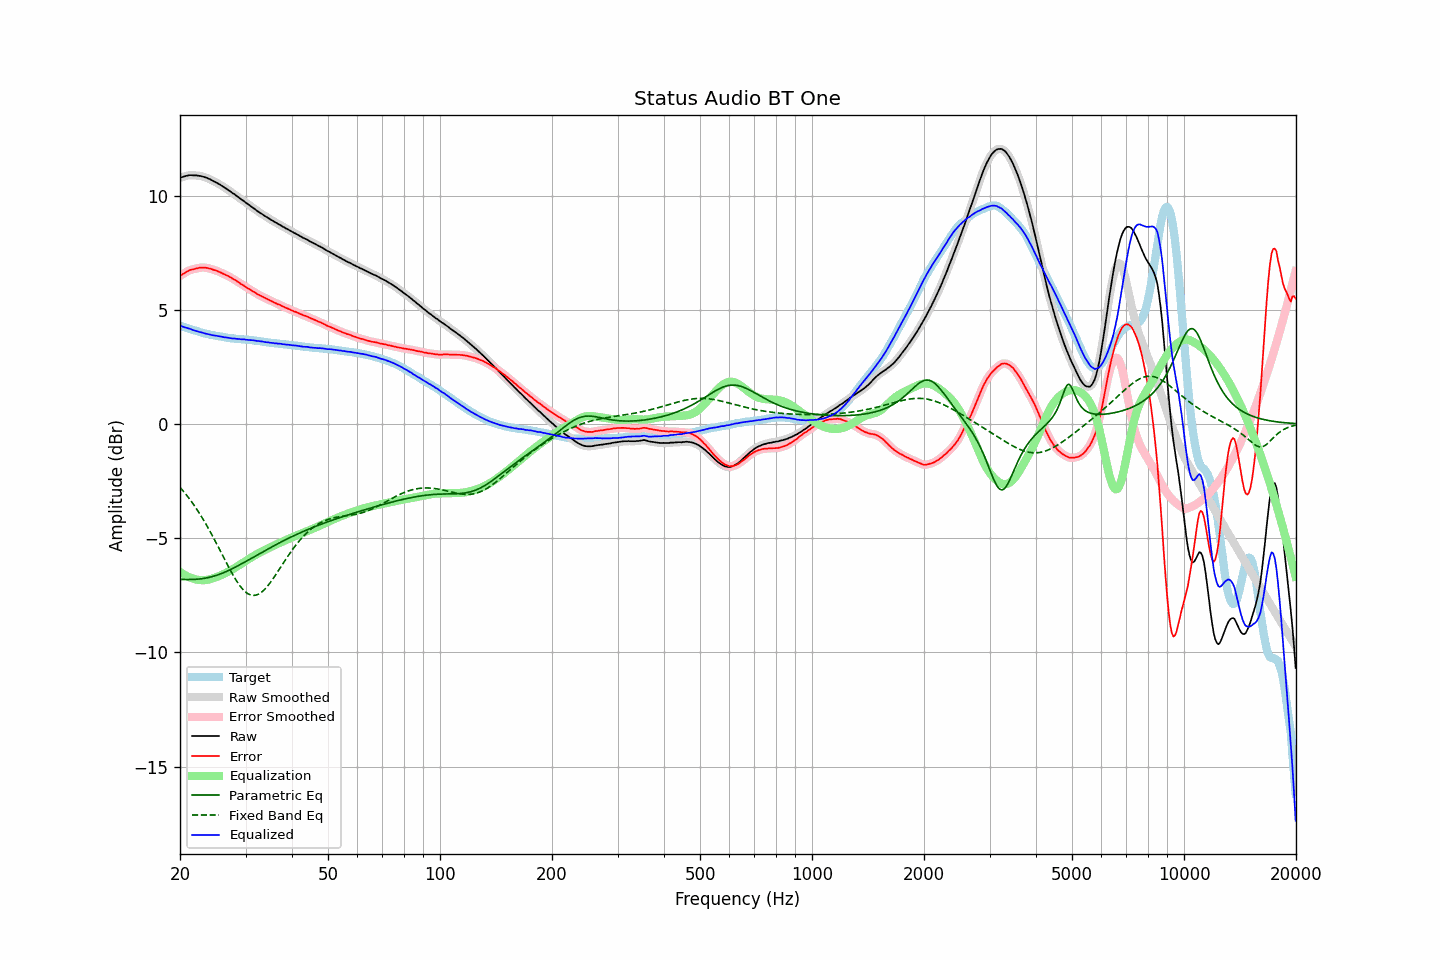 Status Audio BT One
Amplitude (dBr)
10
5
0
−5
−10
−15
Target
Raw Smoothed
Error Smoothed
Raw
Error
Equalization
Parametric Eq
Fixed Band Eq
Equalized
20 50 100 200 500 1000 2000 5000 10000 20000
Frequency (Hz)